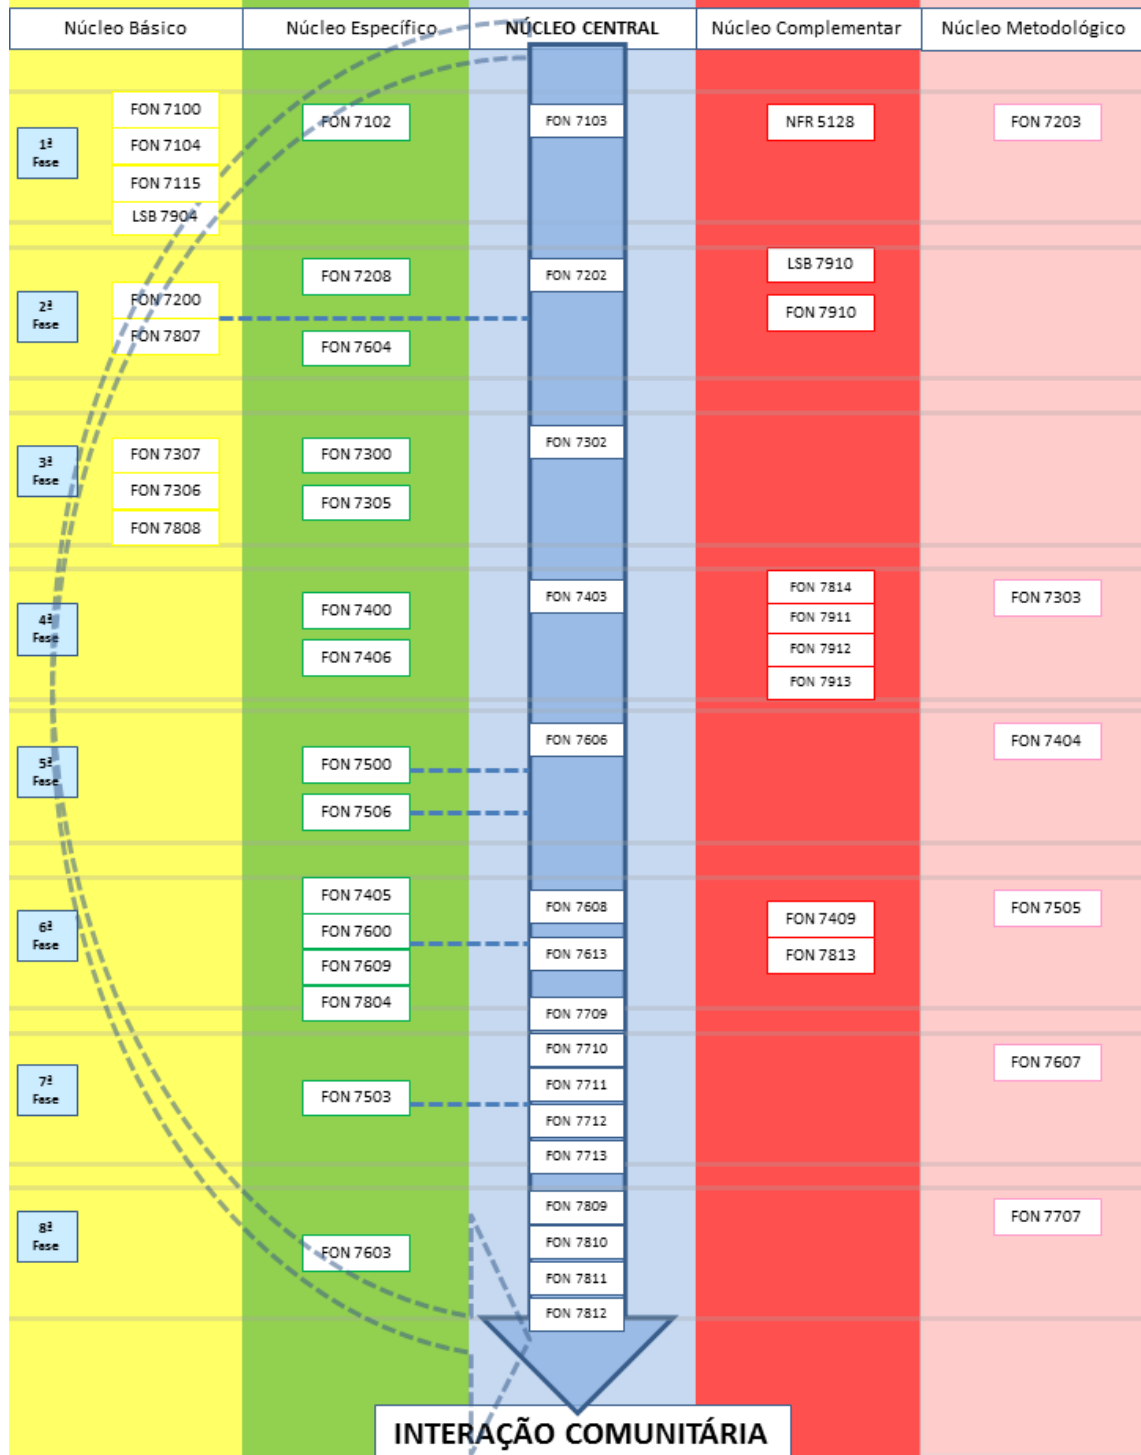 Núcleo Básico
Núcleo Específico
NÚCLEO CENTRAL
Núcleo Complementar
Núcleo Metodológico
1ª
Fase
FON 7100
FON 7104
FON 7115
LSB 7904
FON 7102
FON 7103
NFR 5128
FON 7203
2ª
Fase
FON 7200
FON 7807
FON 7208
FON 7604
FON 7202
LSB 7910
FON 7910
3ª
Fase
FON 7307
FON 7306
FON 7808
FON 7300
FON 7305
FON 7302
4ª
Fase
FON 7400
FON 7406
FON 7403
FON 7814
FON 7911
FON 7912
FON 7913
FON 7303
5ª
Fase
FON 7500
FON 7506
FON 7606
FON 7404
6ª
Fase
FON 7405
FON 7600
FON 7609
FON 7804
FON 7608
FON 7613
FON 7409
FON 7813
FON 7505
7ª
Fase
FON 7503
FON 7709
FON 7710
FON 7711
FON 7712
FON 7713
FON 7607
8ª
Fase
FON 7603
FON 7809
FON 7810
FON 7811
FON 7812
FON 7707
INTERAÇÃO COMUNITÁRIA